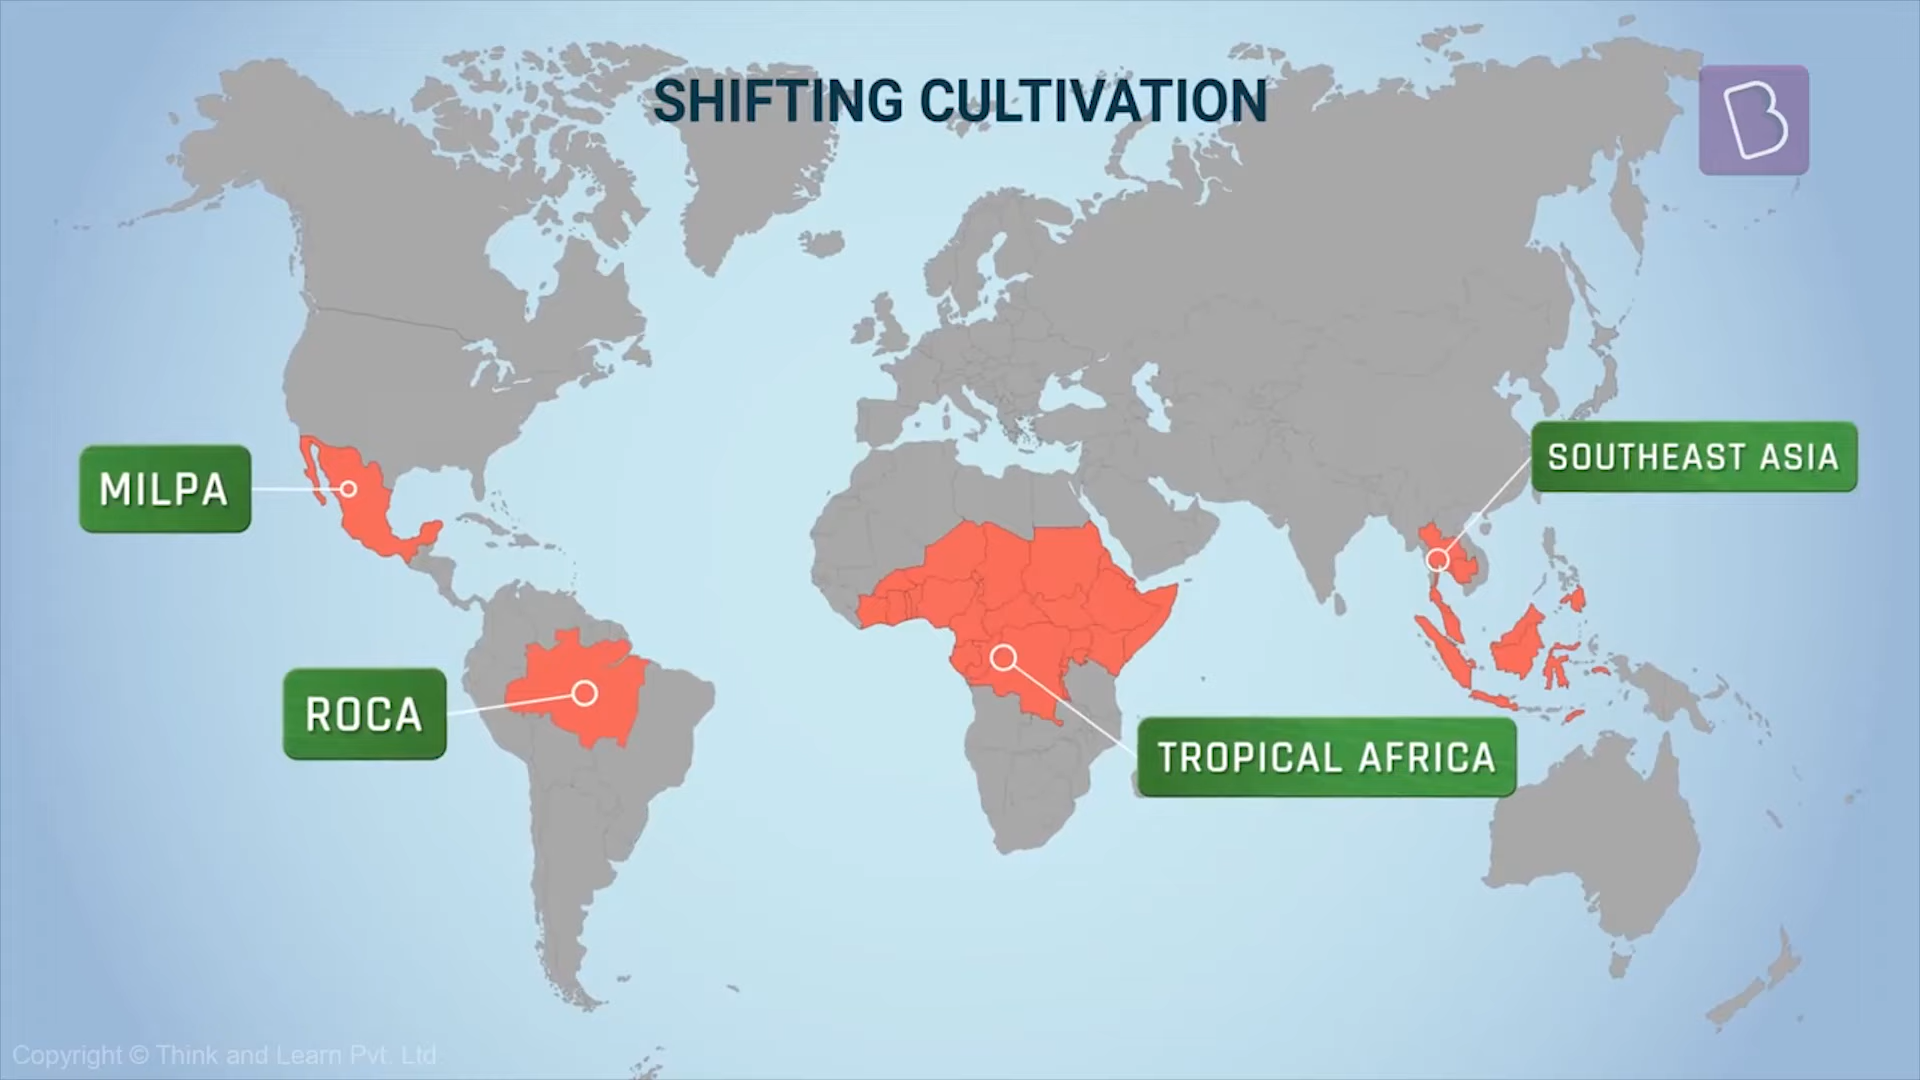 SHIFTING CULTIVATION
B
SOUTHEAST ASIA
MILPA
ROCA
TROPICAL AFRICA
Copyright © Think and Learn Pvt. Ltd.